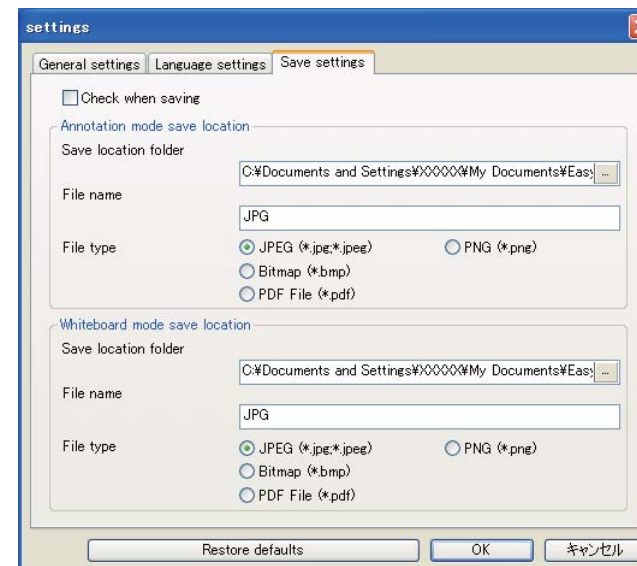 settings
General settings Language settings Save settings
Check when saving
Annotation mode save location
Save location folder
C:¥Documents and Settings¥XXXXX¥My Documents¥Easy ...
File name
JPG
File type JPEG (*.jpg;*.jpeg) PNG (*.png)
Bitmap (*.bmp)
PDF File (*.pdf)
Whiteboard mode save location
Save location folder
C:¥Documents and Settings¥XXXXX¥My Documents¥Easy ...
File name
JPG
File type JPEG (*.jpg;*.jpeg) PNG (*.png)
Bitmap (*.bmp)
PDF File (*.pdf)
Restore defaults OK キャンセル